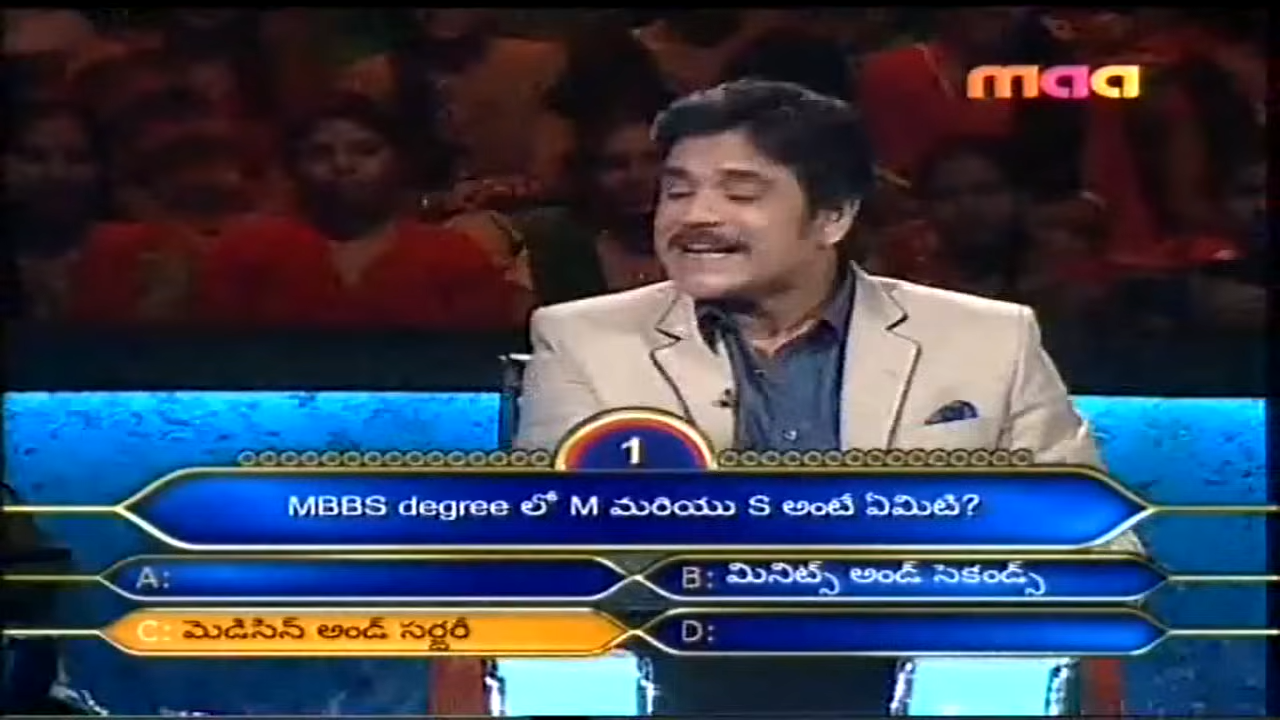 maa
1
MBBS degree లో M మరియు S అంటే ఏమిటి?
A:
B: మినిట్స్ అండ్ సెకండ్స్
C: మెడిసిన్ అండ్ సర్జరీ
D: